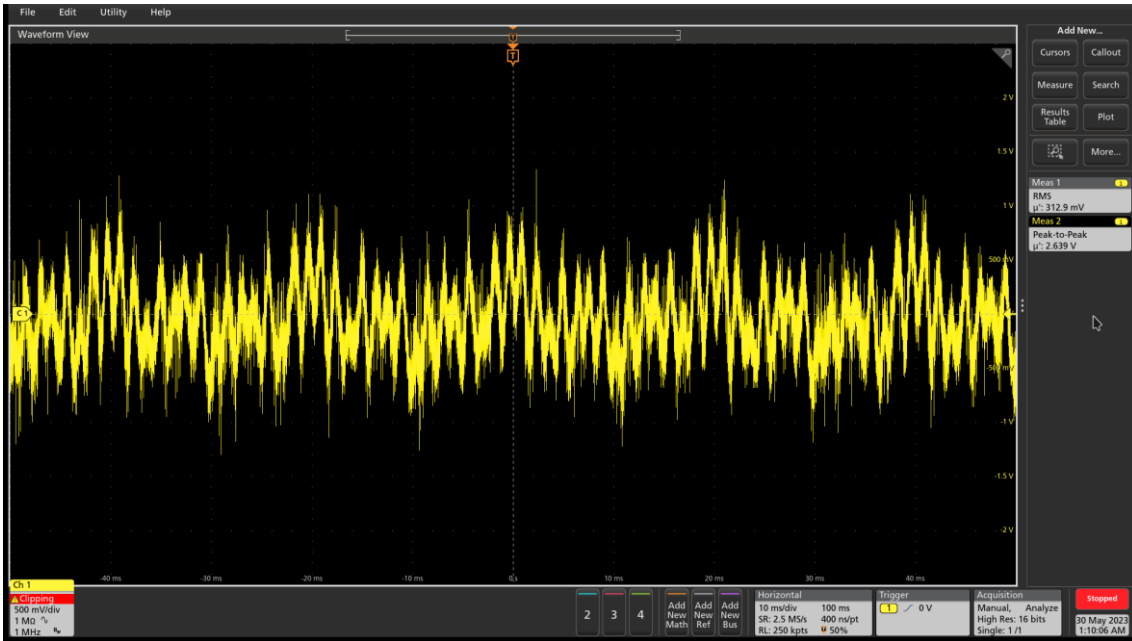 File Edit Utility Help
Waveform View
T
T
Add New...
Cursors Callout
Measure Search
Results Table Plot
More...
Meas 1 1
RMS
µ': 312.9 mV
Meas 2 1
Peak-to-Peak
µ': 2.639 V
2 V
1.5 V
1 V
500 mV
C1
-500 mV
-1 V
-1.5 V
-2 V
-40 ms -30 ms -20 ms -10 ms 0 s 10 ms 20 ms 30 ms 40 ms
Ch 1
Clipping
500 mV/div
1 MΩ
1 MHz
2 3 4
Add New Math
Add New Ref
Add New Bus
Horizontal
10 ms/div 100 ms
SR: 2.5 MS/s 400 ns/pt
RL: 250 kpts 50%
Trigger
1 0 V
Acquisition
Manual, Analyze
High Res: 16 bits
Single: 1 /1
Stopped
30 May 2023
1:10:06 AM